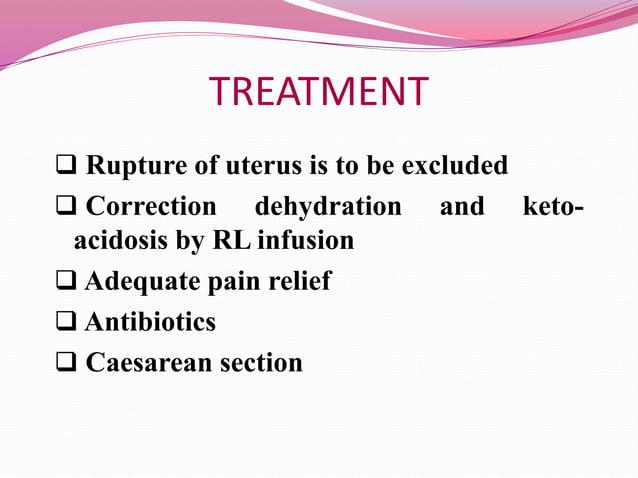 TREATMENT
❑ Rupture of uterus is to be excluded
❑ Correction dehydration and keto-
acidosis by RL infusion
❑ Adequate pain relief
❑ Antibiotics
❑ Caesarean section